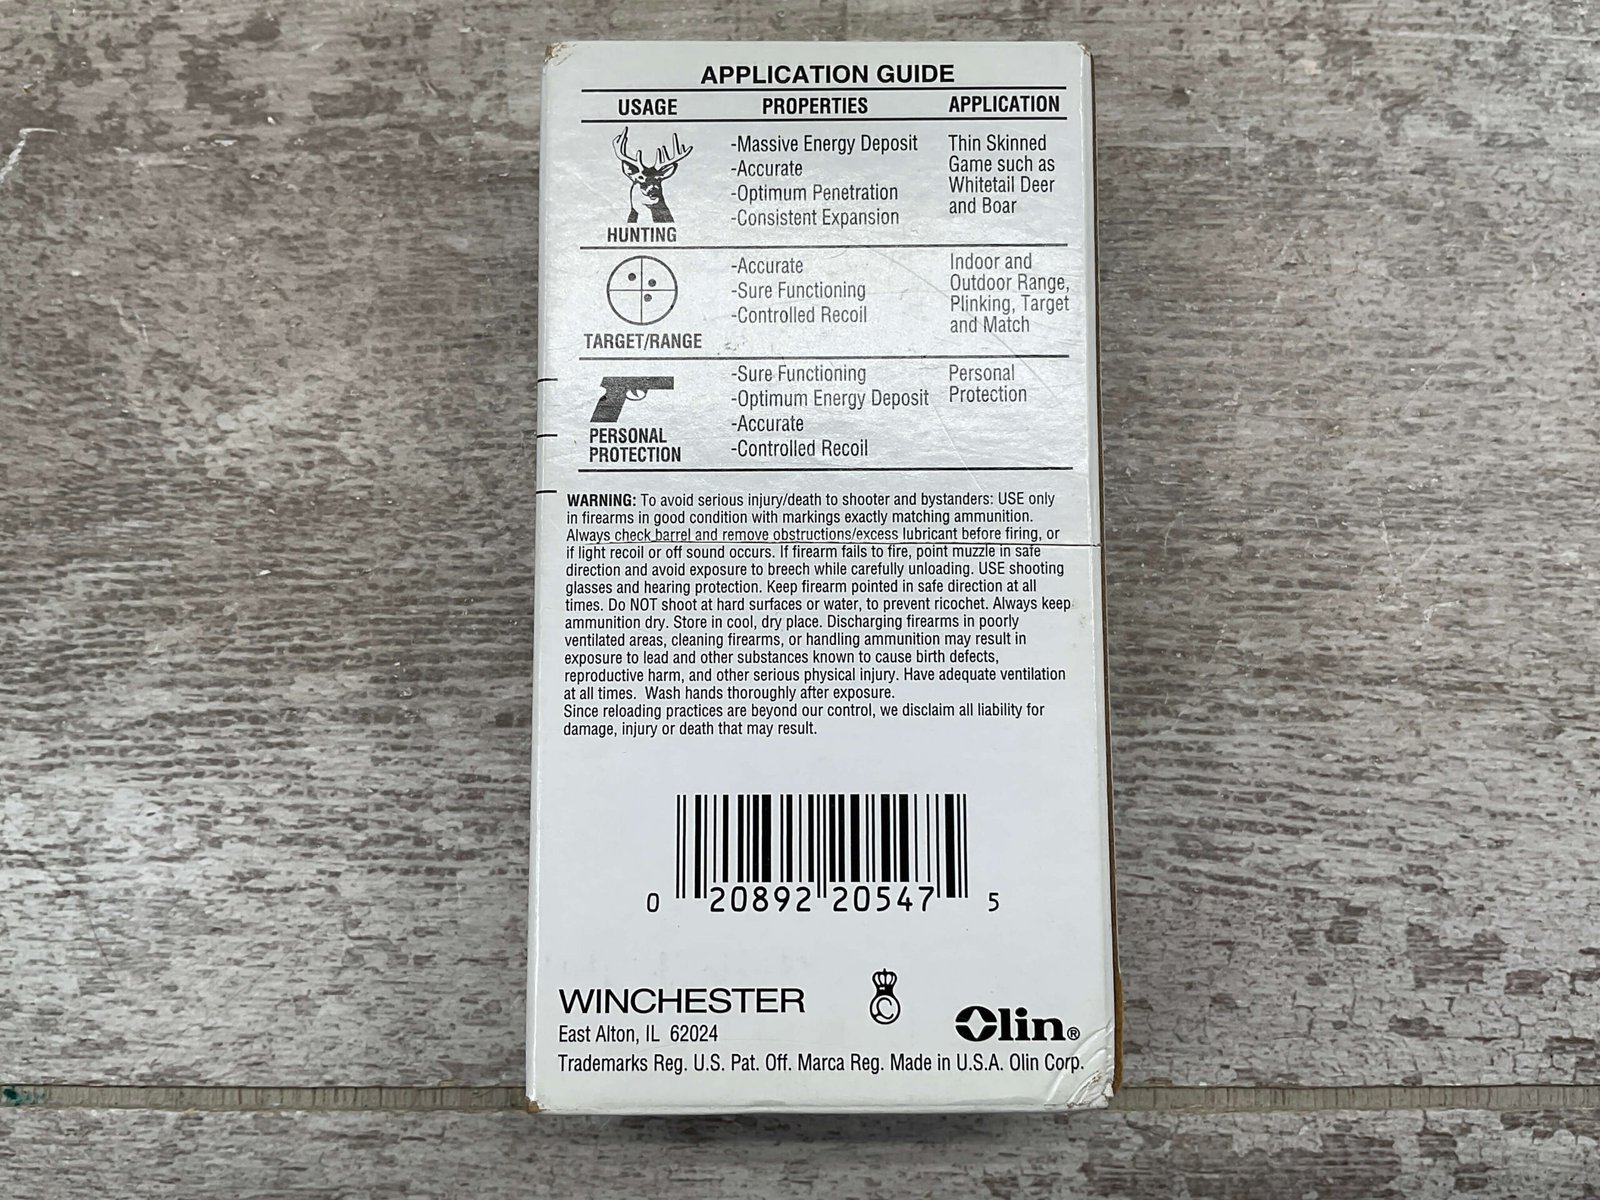 APPLICATION GUIDE
USAGE PROPERTIES APPLICATION
HUNTING
-Massive Energy Deposit
-Accurate
-Optimum Penetration
-Consistent Expansion
Thin Skinned
Game such as
Whitetail Deer
and Boar
TARGET/RANGE
-Accurate
-Sure Functioning
-Controlled Recoil
Indoor and
Outdoor Range,
Plinking, Target
and Match
PERSONAL
PROTECTION
-Sure Functioning
-Optimum Energy Deposit
-Accurate
-Controlled Recoil
Personal
Protection
WARNING: To avoid serious injury/death to shooter and bystanders: USE only
in firearms in good condition with markings exactly matching ammunition.
Always check barrel and remove obstructions/excess lubricant before firing, or
if light recoil or off sound occurs. If firearm fails to fire, point muzzle in safe
direction and avoid exposure to breech while carefully unloading. USE shooting
glasses and hearing protection. Keep firearm pointed in safe direction at all
times. Do NOT shoot at hard surfaces or water, to prevent ricochet. Always keep
ammunition dry. Store in cool, dry place. Discharging firearms in poorly
ventilated areas, cleaning firearms, or handling ammunition may result in
exposure to lead and other substances known to cause birth defects,
reproductive harm, and other serious physical injury. Have adequate ventilation
at all times. Wash hands thoroughly after exposure.
Since reloading practices are beyond our control, we disclaim all liability for
damage, injury or death that may result.
0 20892 20547 5
WINCHESTER
East Alton, IL 62024
C
Olin®
Trademarks Reg. U.S. Pat. Off. Marca Reg. Made in U.S.A. Olin Corp.